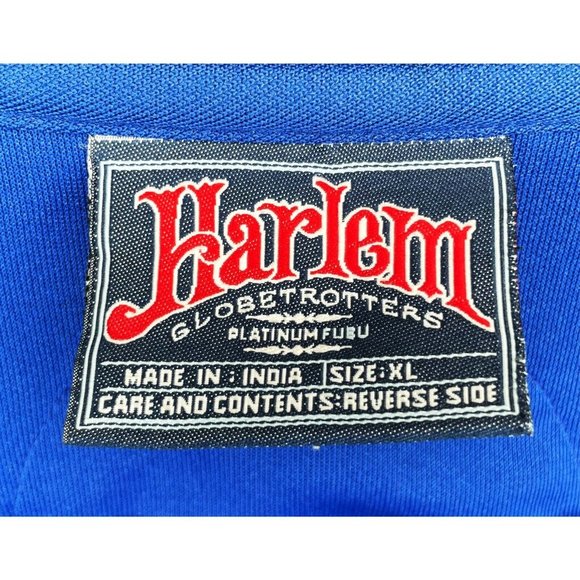 Harlem
GLOBETROTTERS
PLATINUM FUBU
MADE IN : INDIA SIZE: XL
CARE AND CONTENTS: REVERSE SIDE